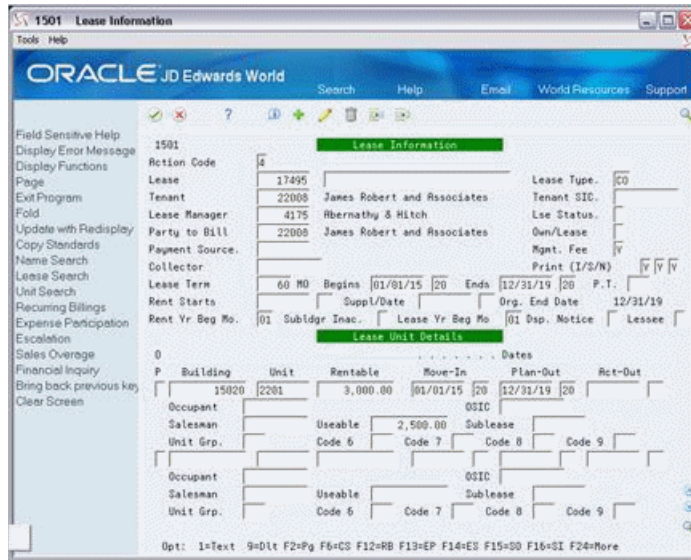 1501 Lease Information
Tools Help
ORACLE JD Edwards World
Search Help Email World Resources Support
Field Sensitive Help
Display Error Message
Display Functions
Page
Exit Program
Fold
Update with Redisplay
Copy Standards
Name Search
Lease Search
Unit Search
Recurring Billings
Expense Participation
Escalation
Sales Overage
Financial Inquiry
Bring back previous key
Clear Screen
1501 Lease Information
Action Code 4
Lease 17495 Lease Type. CO
Tenant 22008 James Robert and Associates Tenant SIC.
Lease Manager 4175 Abernathy & Hitch Lse Status.
Party to Bill 22008 James Robert and Associates Own/Lease
Payment Source. Mgmt. Fee Y
Collector Print (I/S/N) Y Y Y
Lease Term 60 MO Begins 01/01/15 20 Ends 12/31/19 20 P.T.
Rent Starts Suppl/Date Org. End Date 12/31/19
Rent Yr Beg Mo. 01 Subldgr Inac. Lease Yr Beg Mo 01 Dsp. Notice Lessee
Lease Unit Details
O . . . . . . . Dates
P Building Unit Rentable Move-In Plan-Out Act-Out
15020 2201 3,000.00 01/01/15 20 12/31/19 20
Occupant OSIC
Salesman Useable 2,500.00 Sublease
Unit Grp. Code 6 Code 7 Code 8 Code 9
Occupant OSIC
Salesman Useable Sublease
Unit Grp. Code 6 Code 7 Code 8 Code 9
Opt: 1=Text 9=Dlt F2=Pg F6=CS F12=RB F13=EP F14=ES F15=SO F16=SI F24=More